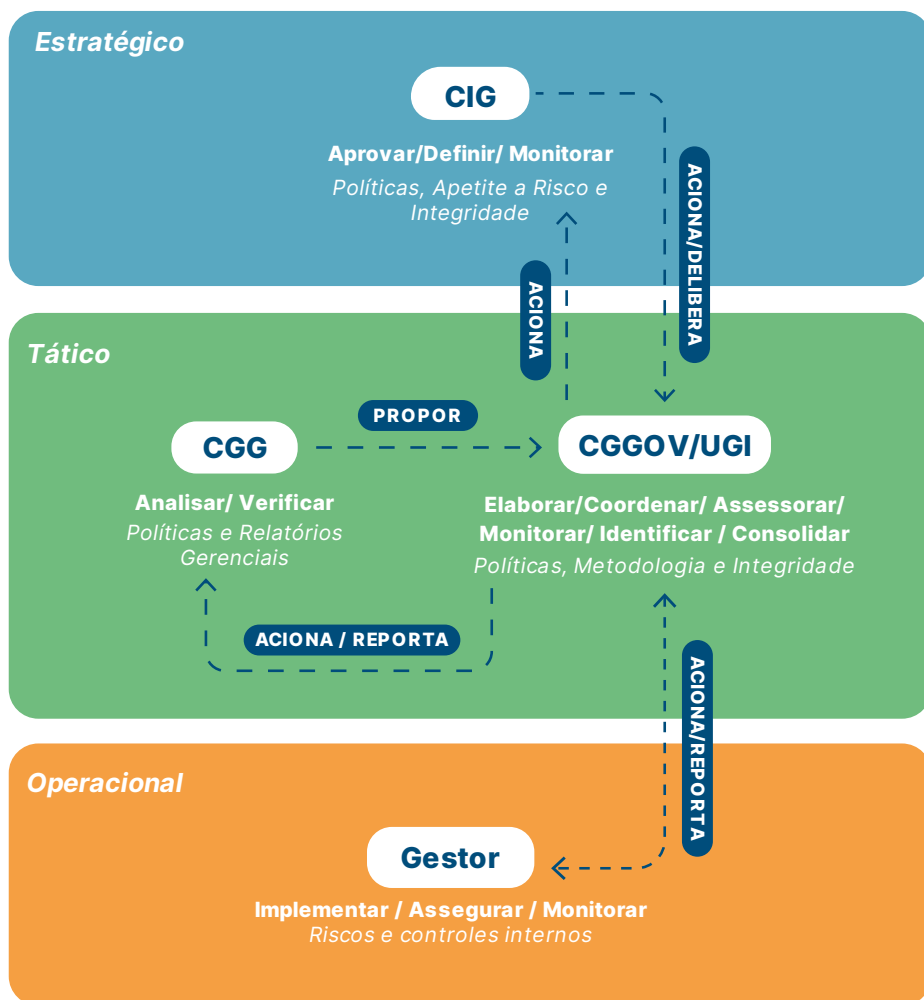 Estratégico
CIG
Aprovar/Definir/ Monitorar
Políticas, Apetite a Risco e
Integridade
ACIONA/DELIBERA
ACIONA
Tático
PROPOR
CGG
CGGOV/UGI
Analisar/ Verificar
Políticas e Relatórios
Gerenciais
Elaborar/Coordenar/ Assessorar/
Monitorar/ Identificar / Consolidar
Políticas, Metodologia e Integridade
ACIONA / REPORTA
ACIONA/REPORTA
Operacional
Gestor
Implementar / Assegurar / Monitorar
Riscos e controles internos